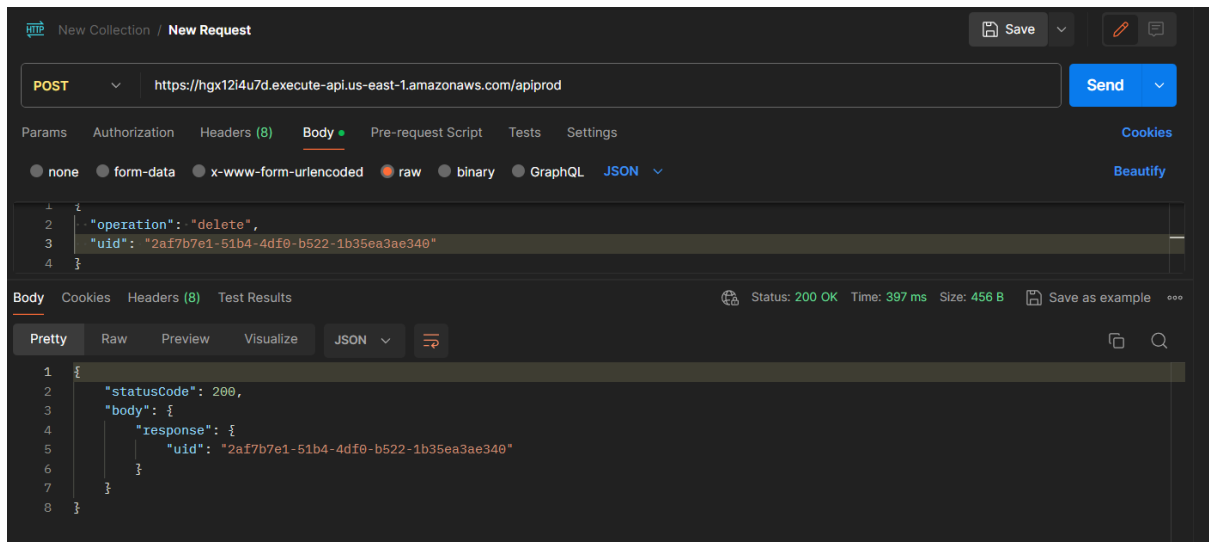 HTTP New Collection / New Request Save
POST https://hgx12i4u7d.execute-api.us-east-1.amazonaws.com/apiprod Send
Params Authorization Headers (8) Body Pre-request Script Tests Settings Cookies
none form-data x-www-form-urlencoded raw binary GraphQL JSON Beautify
1 {
2 "operation": "delete",
3 "uid": "2af7b7e1-51b4-4df0-b522-1b35ea3ae340"
4 }
Body Cookies Headers (8) Test Results Status: 200 OK Time: 397 ms Size: 456 B Save as example
Pretty Raw Preview Visualize JSON
1 {
2 "statusCode": 200,
3 "body": {
4 "response": {
5 "uid": "2af7b7e1-51b4-4df0-b522-1b35ea3ae340"
6 }
7 }
8 }